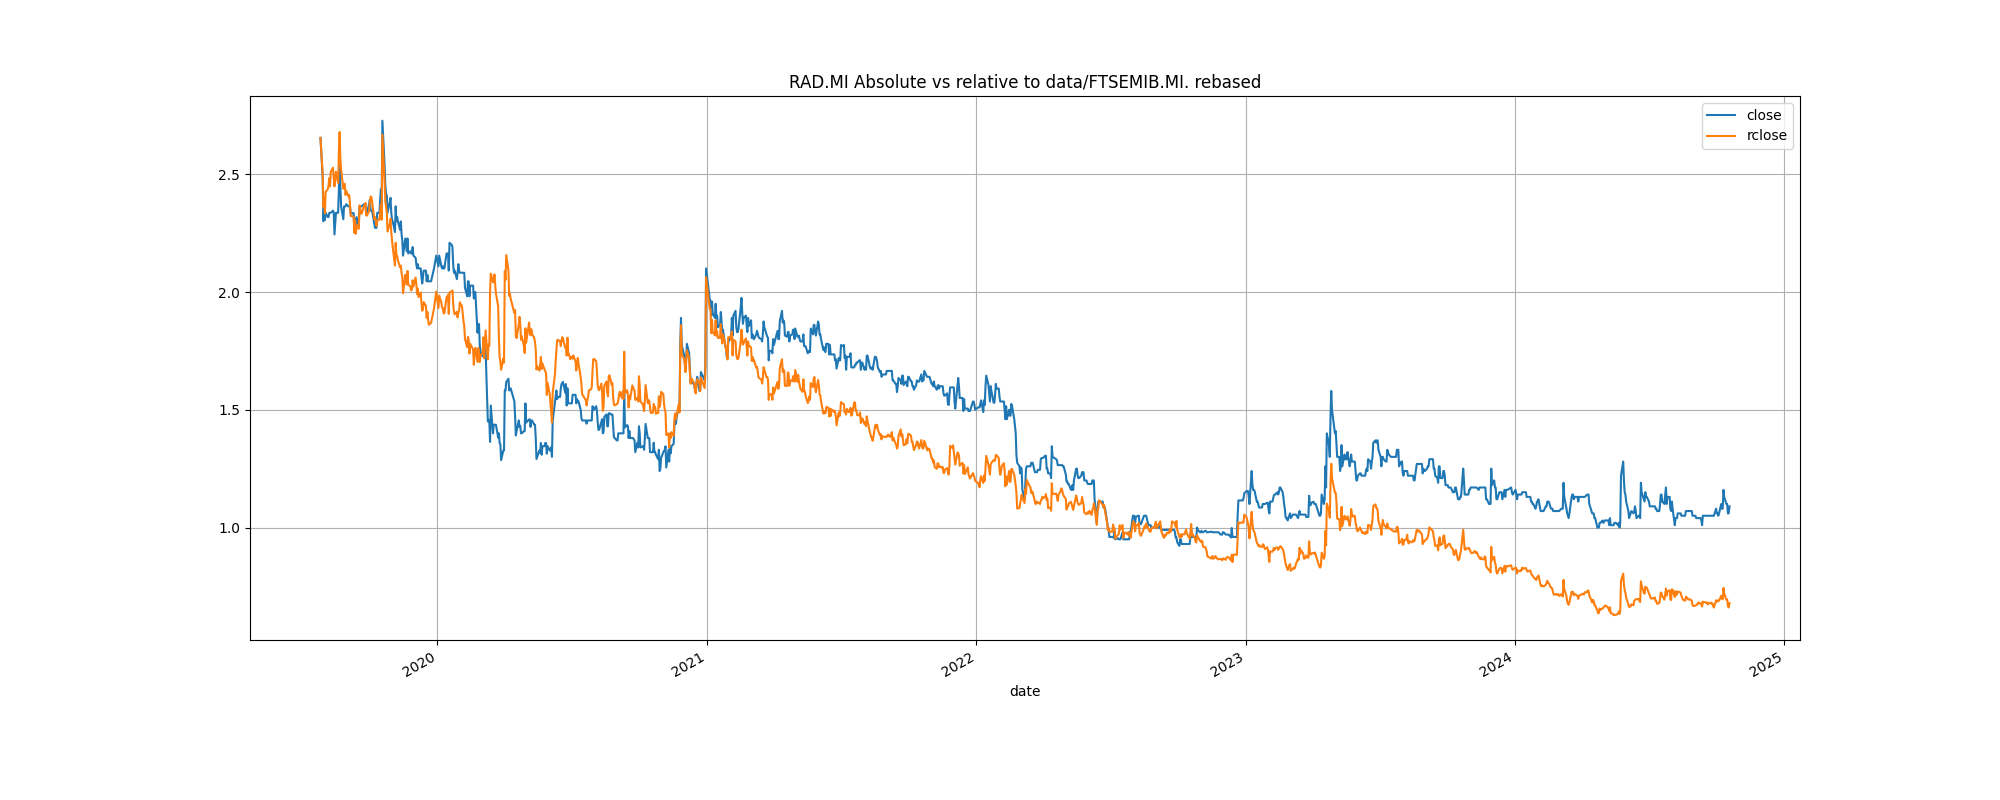 RAD.MI Absolute vs relative to data/FTSEMIB.MI. rebased
close
rclose
2.5
2.0
1.5
1.0
2020
2021
2022
2023
2024
2025
date